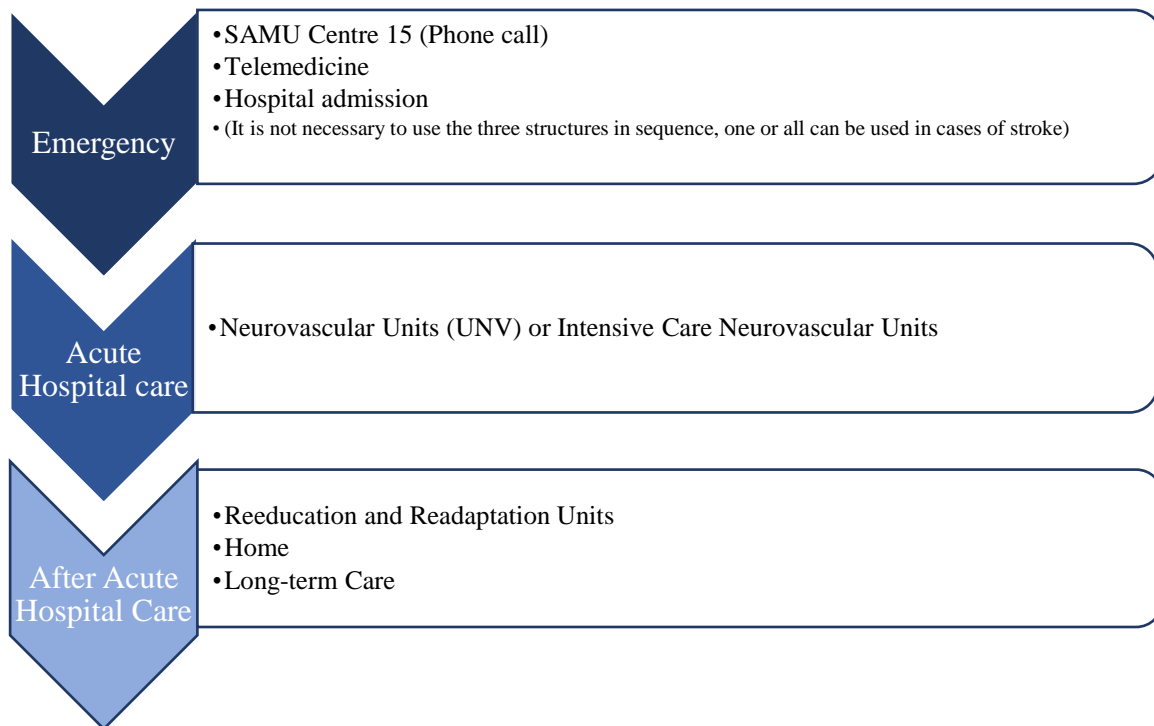 Emergency
•SAMU Centre 15 (Phone call)
•Telemedicine
•Hospital admission
• (It is not necessary to use the three structures in sequence, one or all can be used in cases of stroke)
Acute
Hospital care
•Neurovascular Units (UNV) or Intensive Care Neurovascular Units
After Acute
Hospital Care
•Reeducation and Readaptation Units
•Home
•Long-term Care